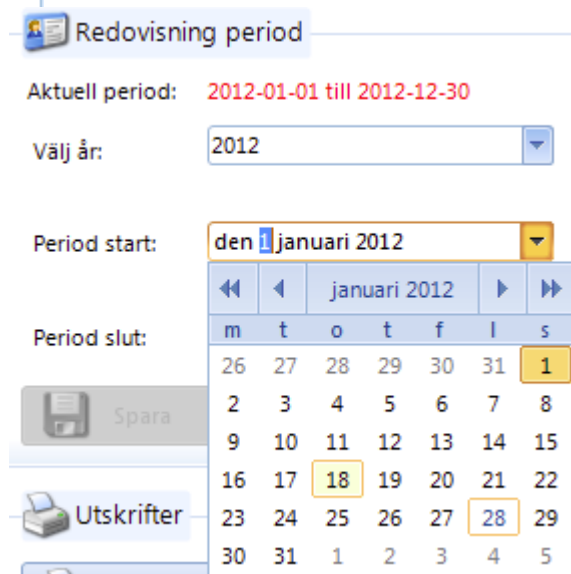 Redovisning period
Aktuell period: 2012-01-01 till 2012-12-30
Välj år: 2012
Period start: den 1 januari 2012
januari 2012
Period slut:
m t o t f l s
26 27 28 29 30 31 1
2 3 4 5 6 7 8
Spara
9 10 11 12 13 14 15
16 17 18 19 20 21 22
Utskrifter
23 24 25 26 27 28 29
30 31 1 2 3 4 5